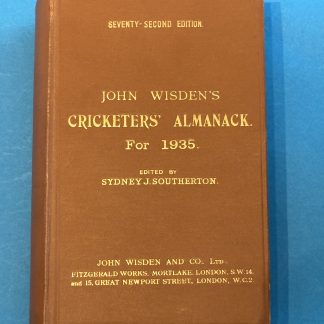 SEVENTY-SECOND EDITION.
JOHN WISDEN'S
CRICKETERS' ALMANACK.
For 1935.
EDITED BY
SYDNEY J. SOUTHERTON.
JOHN WISDEN AND CO. LTD.
FITZGERALD WORKS, MORTLAKE, LONDON, S.W.14.
and 15, GREAT NEWPORT STREET, LONDON, W.C.2.